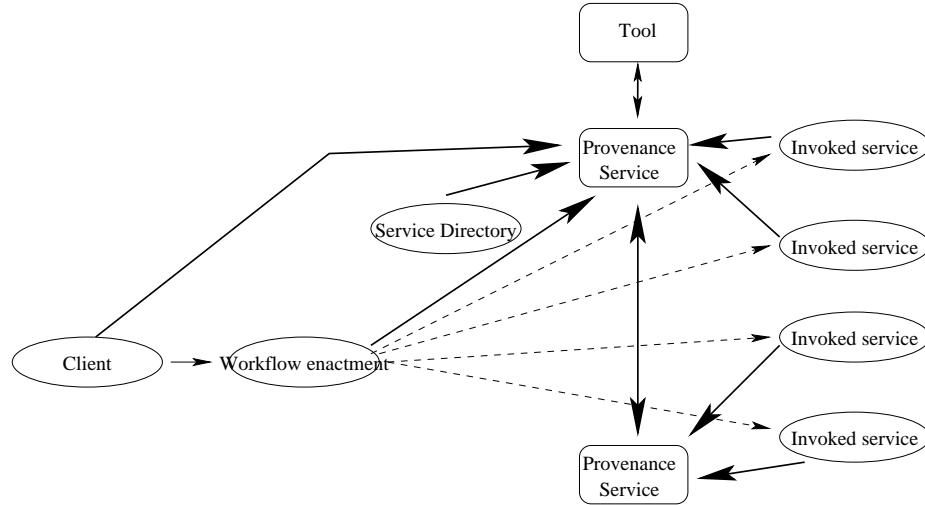 Tool
Provenance
Service
Invoked service
Service Directory
Invoked service
Client
Workflow enactment
Invoked service
Invoked service
Provenance
Service